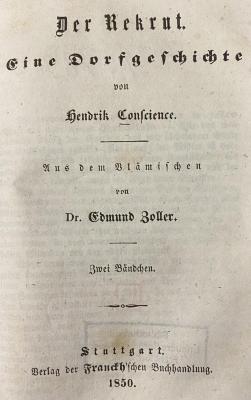 Der Rekrut.
Eine Dorfgeschichte
von
Hendrik Conscience.
Aus dem Vlämischen
von
Dr. Edmund Zoller.
Zwei Bändchen.
Stuttgart.
Verlag der Franckh'schen Buchhandlung.
1850.